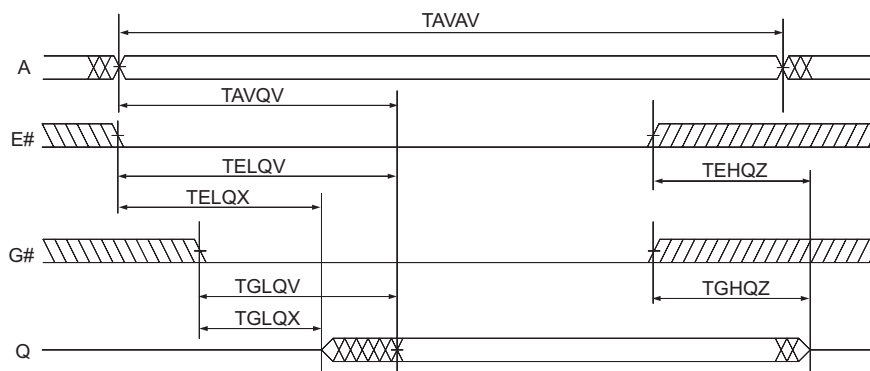 TAVAV
A
TAVQV
E#
TELQV
TEHQZ
TELQX
G#
TGLQV
TGHQZ
TGLQX
Q